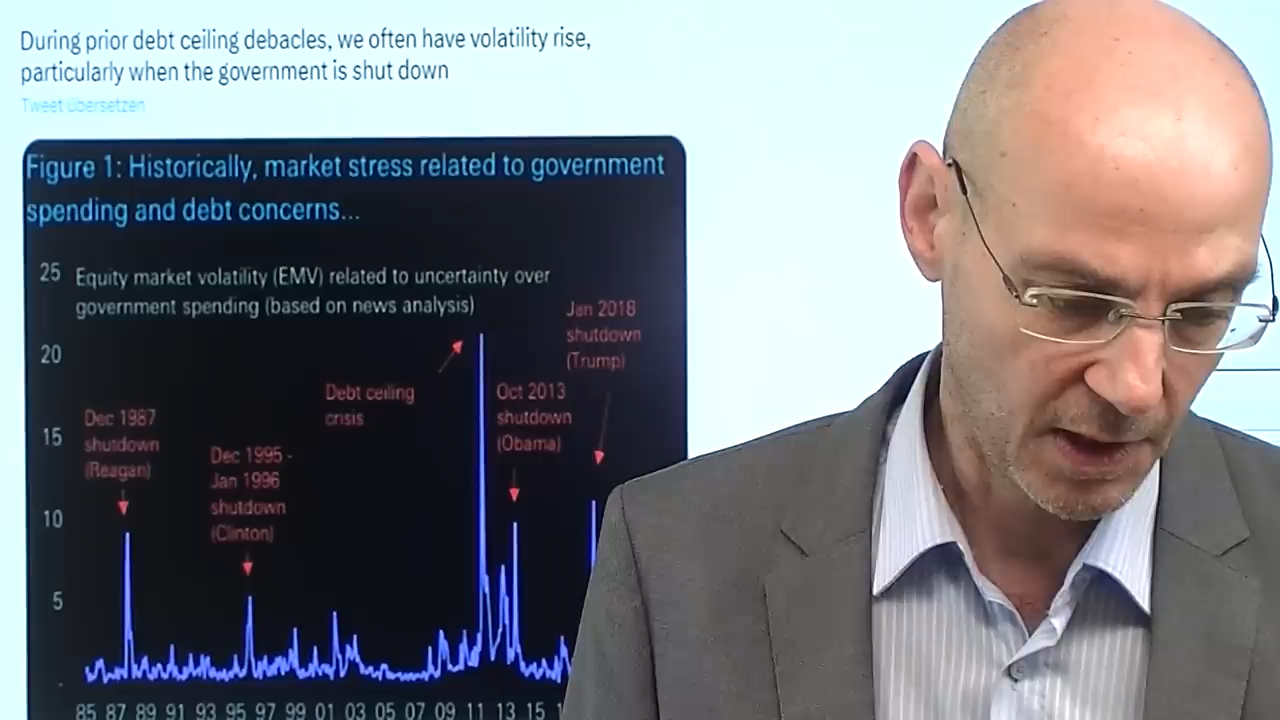 During prior debt ceiling debacles, we often have volatility rise,
particularly when the government is shut down
Tweet übersetzen
Figure 1: Historically, market stress related to government
spending and debt concerns...
25
Equity market volatility (EMV) related to uncertainty over
government spending (based on news analysis)
Jan 2018
shutdown
(Trump)
20
Debt ceiling
crisis
Oct 2013
shutdown
(Obama)
Dec 1987
shutdown
(Reagan)
15
Dec 1995 -
Jan 1996
shutdown
(Clinton)
10
5
85 87 89 91 93 95 97 99 01 03 05 07 09 11 13 15